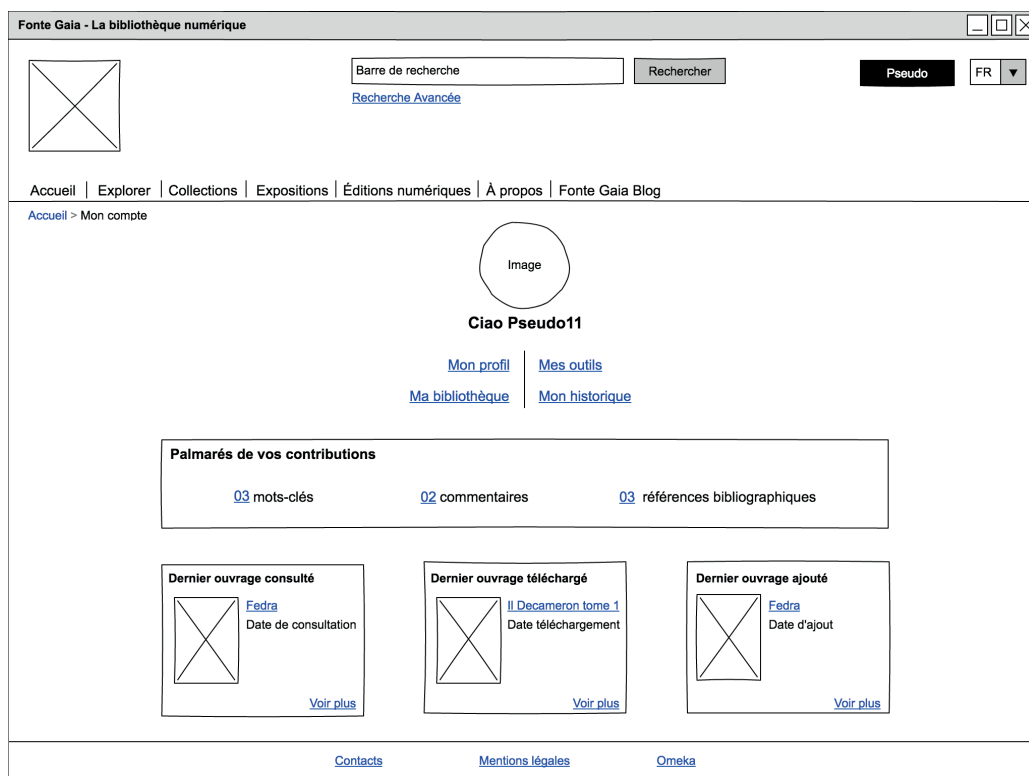 Fonte Gaia - La bibliothèque numérique
Barre de recherche
Rechercher
Pseudo
FR
Recherche Avancée
Accueil | Explorer | Collections | Expositions | Éditions numériques | À propos | Fonte Gaia Blog
Accueil > Mon compte
Image
Ciao Pseudo11
Mon profil
Mes outils
Ma bibliothèque
Mon historique
Palmarés de vos contributions
03 mots-clés
02 commentaires
03 références bibliographiques
Dernier ouvrage consulté
Fedra
Date de consultation
Voir plus
Dernier ouvrage téléchargé
Il Decameron tome 1
Date téléchargement
Voir plus
Dernier ouvrage ajouté
Fedra
Date d'ajout
Voir plus
Contacts
Mentions légales
Omeka